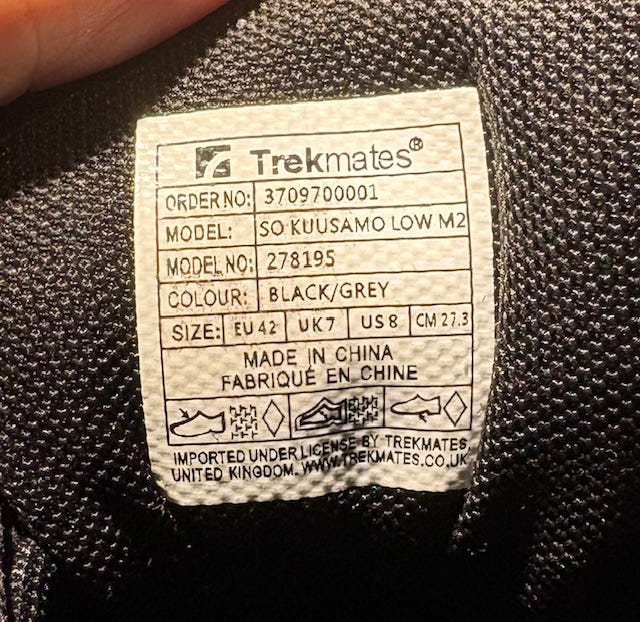 Trekmates®
ORDER NO: 3709700001
MODEL: SO KUUSAMO LOW M2
MODEL NO: 278195
COLOUR: BLACK/GREY
SIZE: EU 42 UK7 US 8 CM 27.3
MADE IN CHINA
FABRIQUÉ EN CHINE
IMPORTED UNDER LICENSE BY TREKMATES
UNITED KINGDOM. WWW.TREKMATES.CO.UK